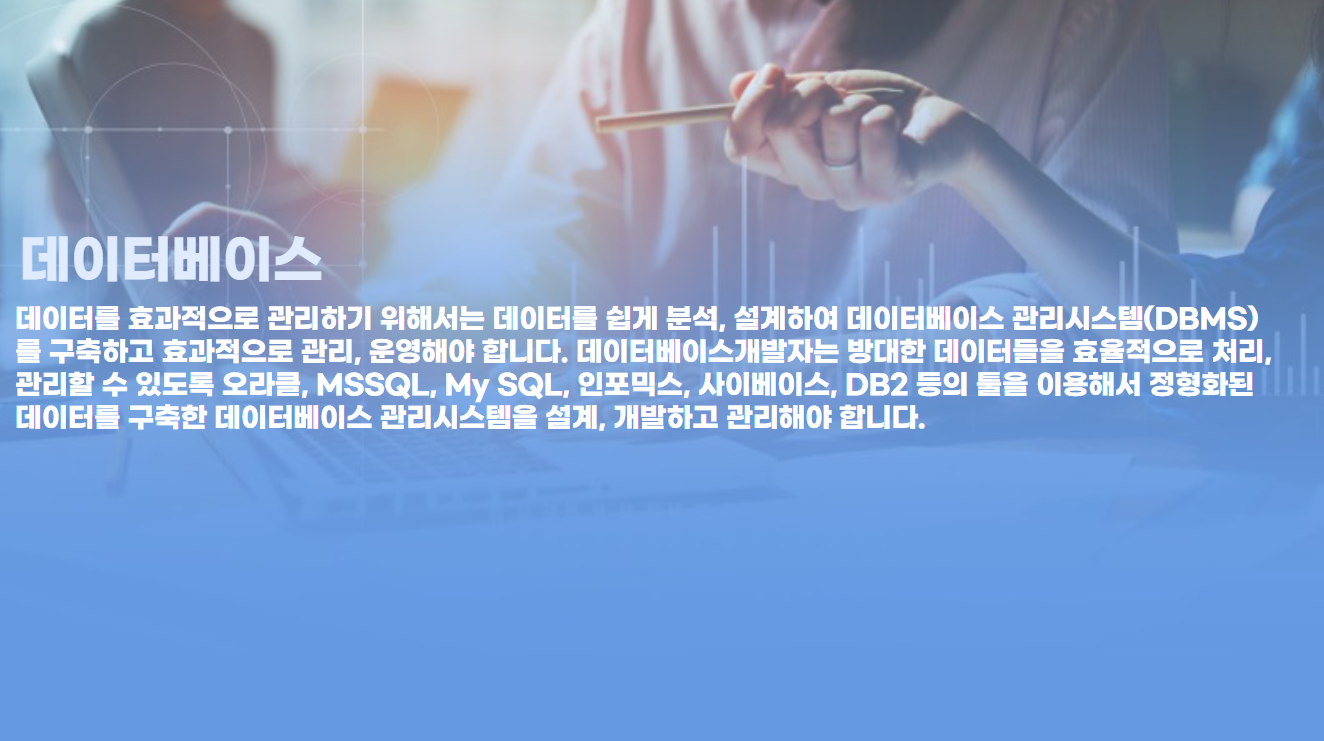 데이터베이스
데이터를 효과적으로 관리하기 위해서는 데이터를 쉽게 분석, 설계하여 데이터베이스 관리시스템(DBMS)
를 구축하고 효과적으로 관리, 운영해야 합니다. 데이터베이스개발자는 방대한 데이터들을 효율적으로 처리,
관리할 수 있도록 오라클, MSSQL, My SQL, 인포믹스, 사이베이스, DB2 등의 툴을 이용해서 정형화된
데이터를 구축한 데이터베이스 관리시스템을 설계, 개발하고 관리해야 합니다.